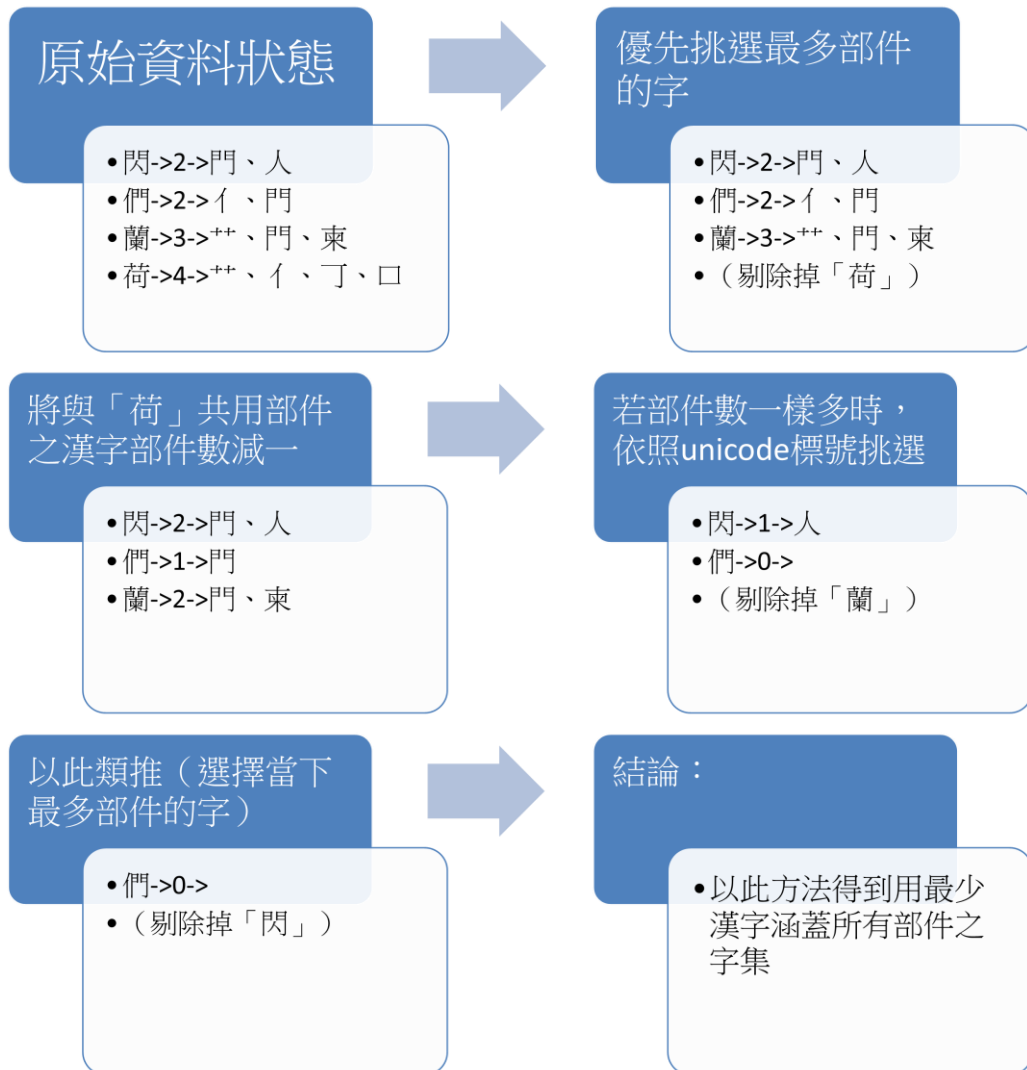 原始資料狀態
•閃->2->門、人
•們->2->亻、門
•蘭->3->艹、門、柬
•荷->4->艹、亻、丁、口
優先挑選最多部件
的字
•閃->2->門、人
•們->2->亻、門
•蘭->3->艹、門、柬
•（剔除掉「荷」）
將與「荷」共用部件
之漢字部件數減一
•閃->2->門、人
•們->1->門
•蘭->2->門、柬
若部件數一樣多時，
依照unicode標號挑選
•閃->1->人
•們->0->
•（剔除掉「蘭」）
以此類推（選擇當下
最多部件的字）
•們->0->
•（剔除掉「閃」）
結論：
•以此方法得到用最少
漢字涵蓋所有部件之
字集